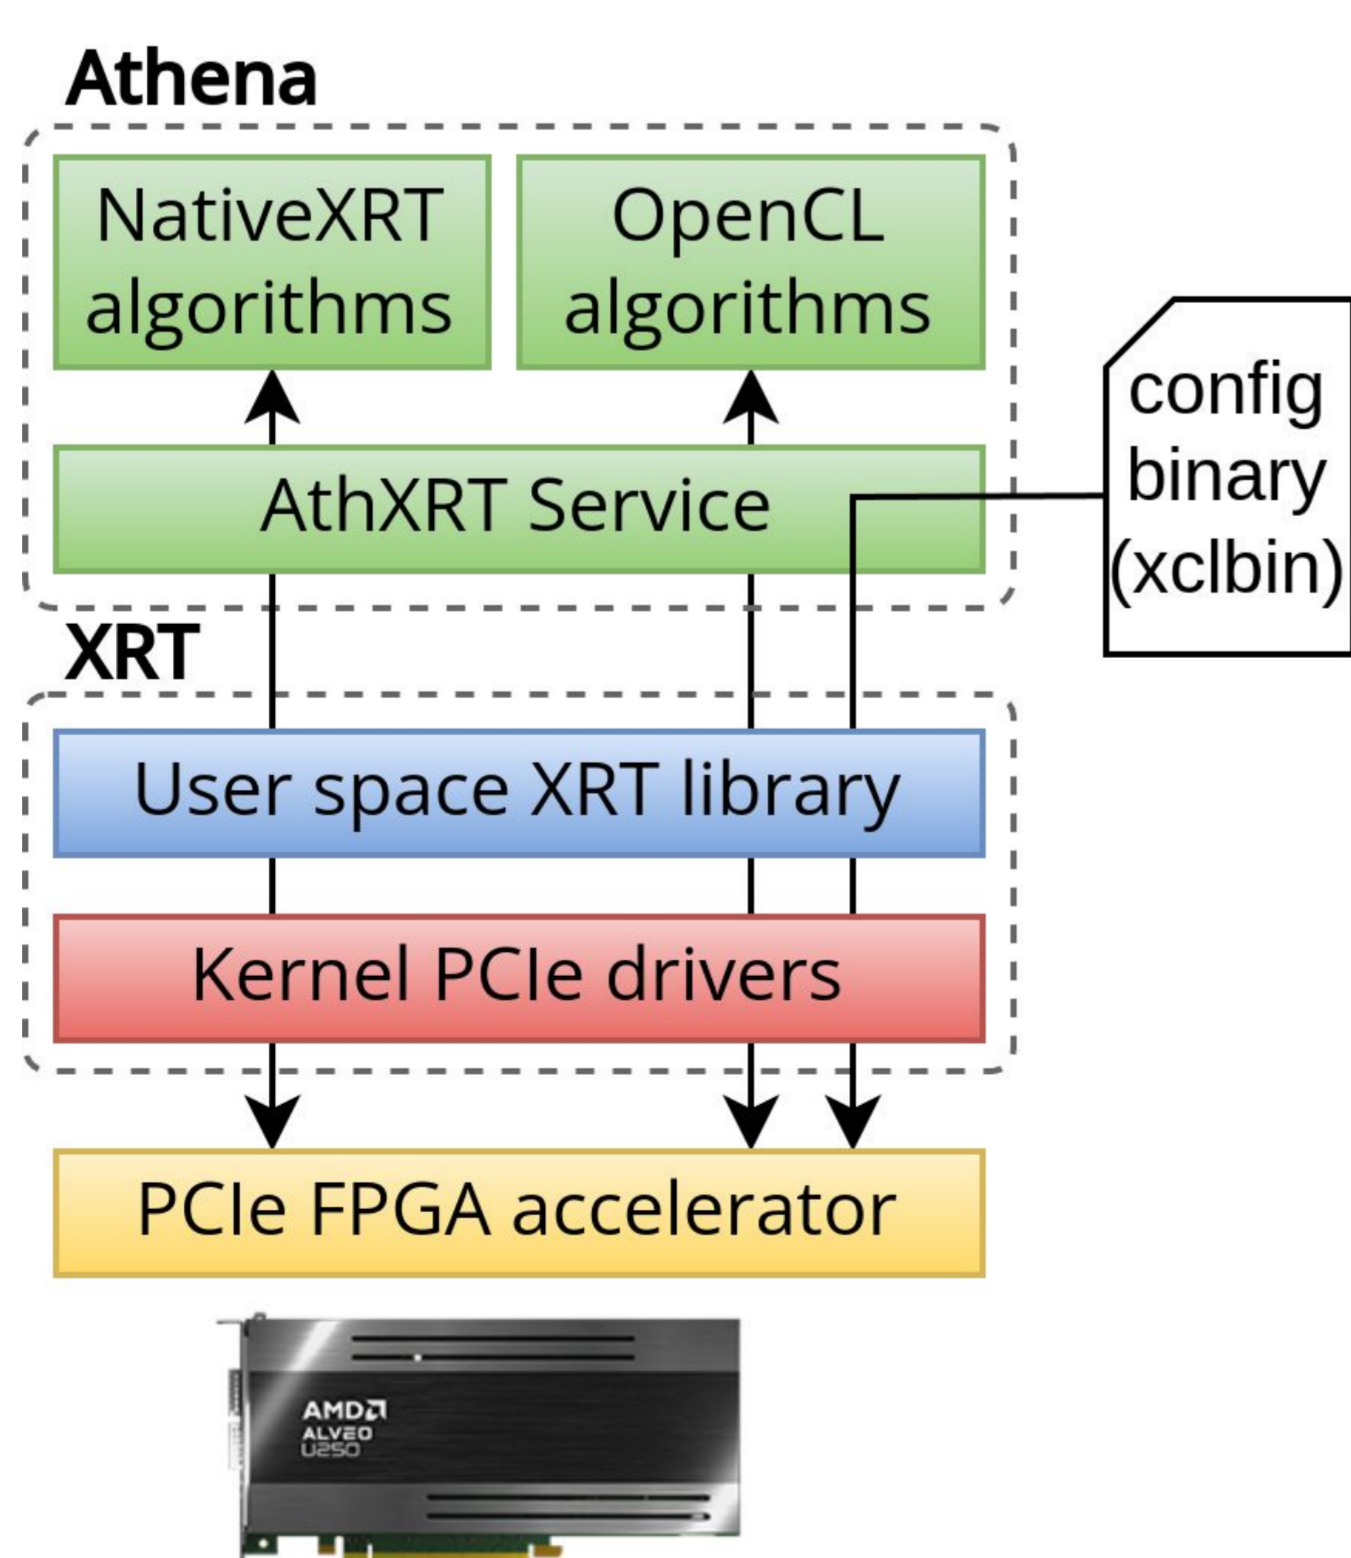 Athena
NativeXRT
algorithms
OpenCL
algorithms
AthXRT Service
config
binary
(xclbin)
XRT
User space XRT library
Kernel PCIe drivers
PCIe FPGA accelerator
AMD
ALVEO
U250